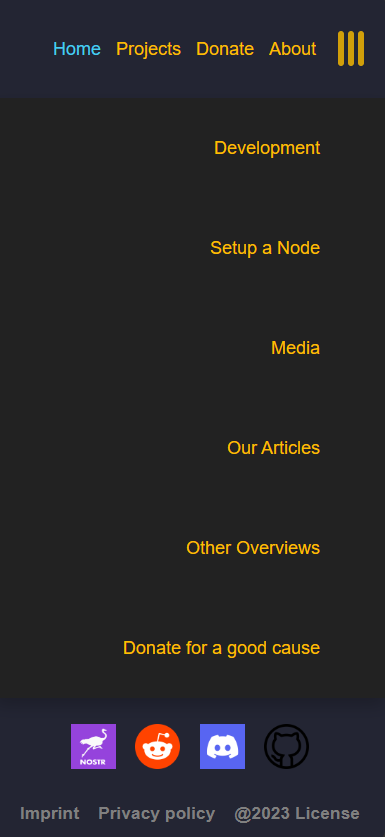 Home Projects Donate About
Development
Setup a Node
Media
Our Articles
Other Overviews
Donate for a good cause
NOSTR
Imprint Privacy policy @2023 License